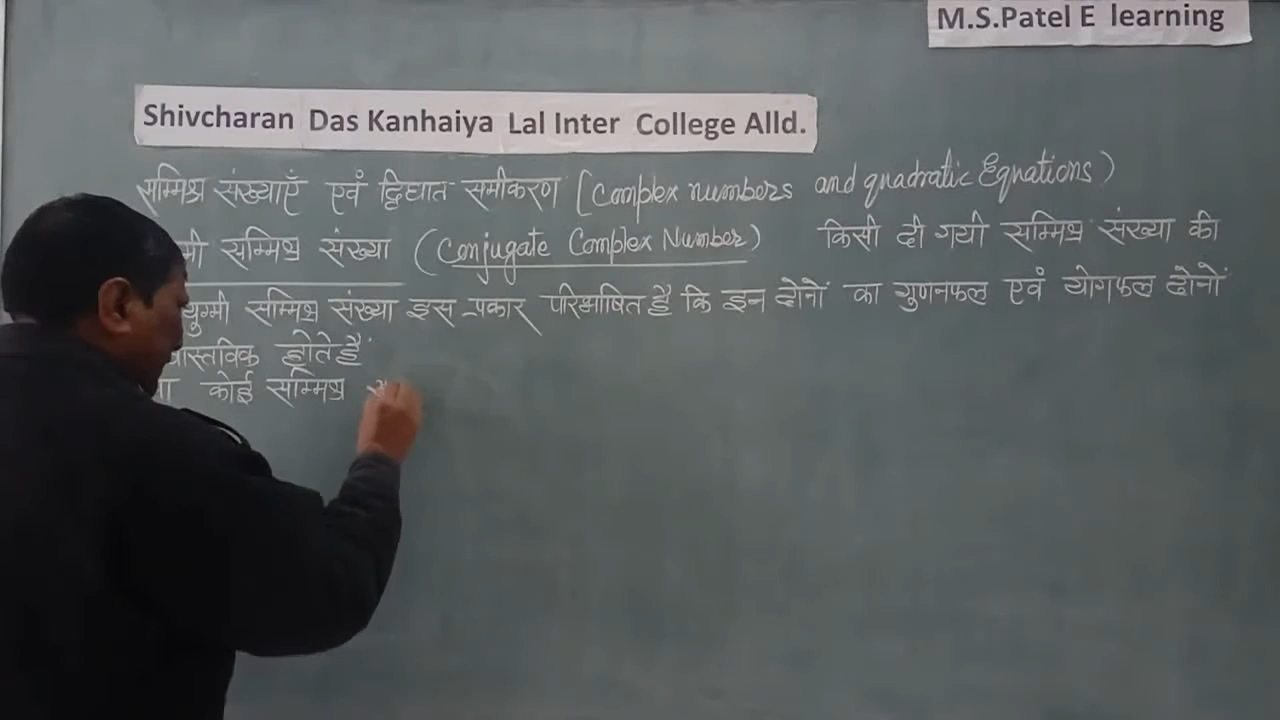 M.S.Patel E learning
Shivcharan Das Kanhaiya Lal Inter College Alld.
सम्मिश्र संख्याएँ एवं द्विघात समीकरण (Complex numbers and quadratic Equations)
सम्मिश्र संख्या (Conjugate Complex Number) किसी दी गयी सम्मिश्र संख्या की
युग्मी सम्मिश्र संख्या इस प्रकार परिभाषित है कि इन दोनों का गुणनफल एवं योगफल दोनों
वास्तविक होते हैं
कोई सम्मिश्र